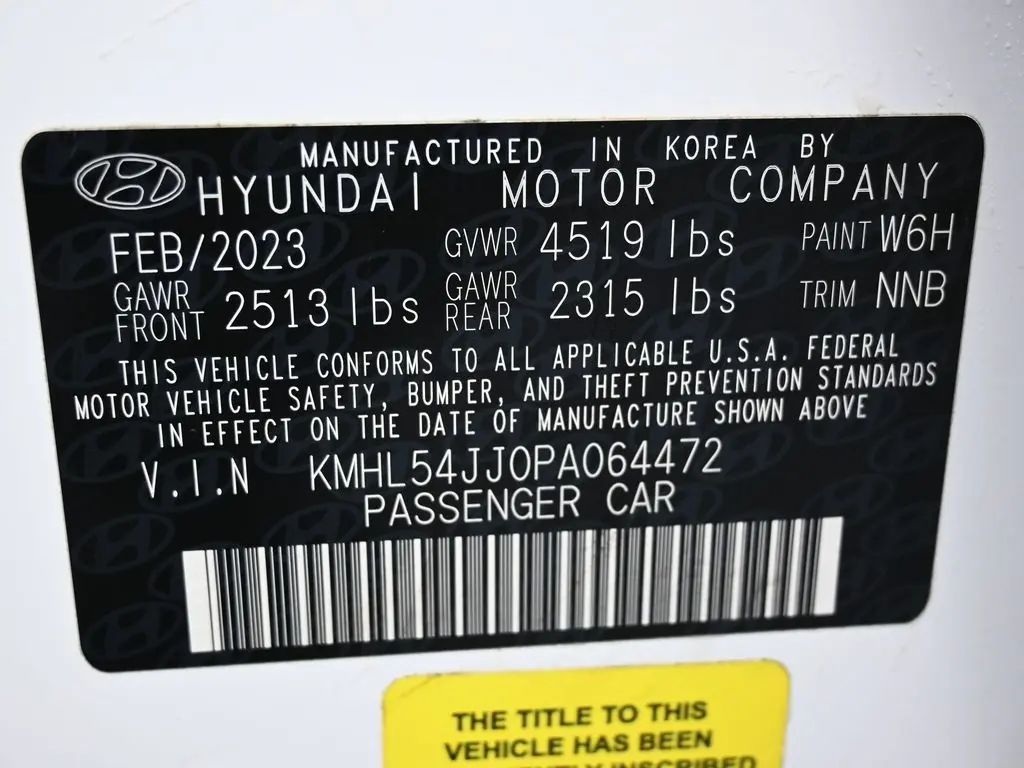 MANUFACTURED IN KOREA BY
HYUNDAI MOTOR COMPANY
FEB/2023 GVWR 4519 lbs PAINT W6H
GAWR FRONT 2513 lbs GAWR REAR 2315 lbs TRIM NNB
THIS VEHICLE CONFORMS TO ALL APPLICABLE U.S.A. FEDERAL
MOTOR VEHICLE SAFETY, BUMPER, AND THEFT PREVENTION STANDARDS
IN EFFECT ON THE DATE OF MANUFACTURE SHOWN ABOVE
V.I.N KMHL54JJ0PA064472
PASSENGER CAR
THE TITLE TO THIS
VEHICLE HAS BEEN
INSCRIBED